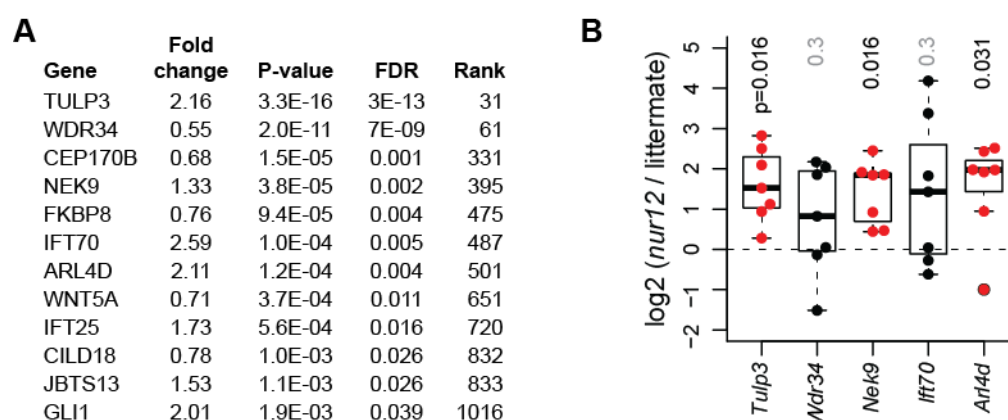 A
Fold
Gene change P-value FDR Rank
TULP3 2.16 3.3E-16 3E-13 31
WDR34 0.55 2.0E-11 7E-09 61
CEP170B 0.68 1.5E-05 0.001 331
NEK9 1.33 3.8E-05 0.002 395
FKBP8 0.76 9.4E-05 0.004 475
IFT70 2.59 1.0E-04 0.005 487
ARL4D 2.11 1.2E-04 0.004 501
WNT5A 0.71 3.7E-04 0.011 651
IFT25 1.73 5.6E-04 0.016 720
CILD18 0.78 1.0E-03 0.026 832
JBTS13 1.53 1.1E-03 0.026 833
GLI1 2.01 1.9E-03 0.039 1016
B
log2 (nur12 / littermate)
5
4
3
2
1
0
−1
−2
p=0.016
0.3
0.016
0.3
0.031
Tulp3
Wdr34
Nek9
Ift70
Arl4d